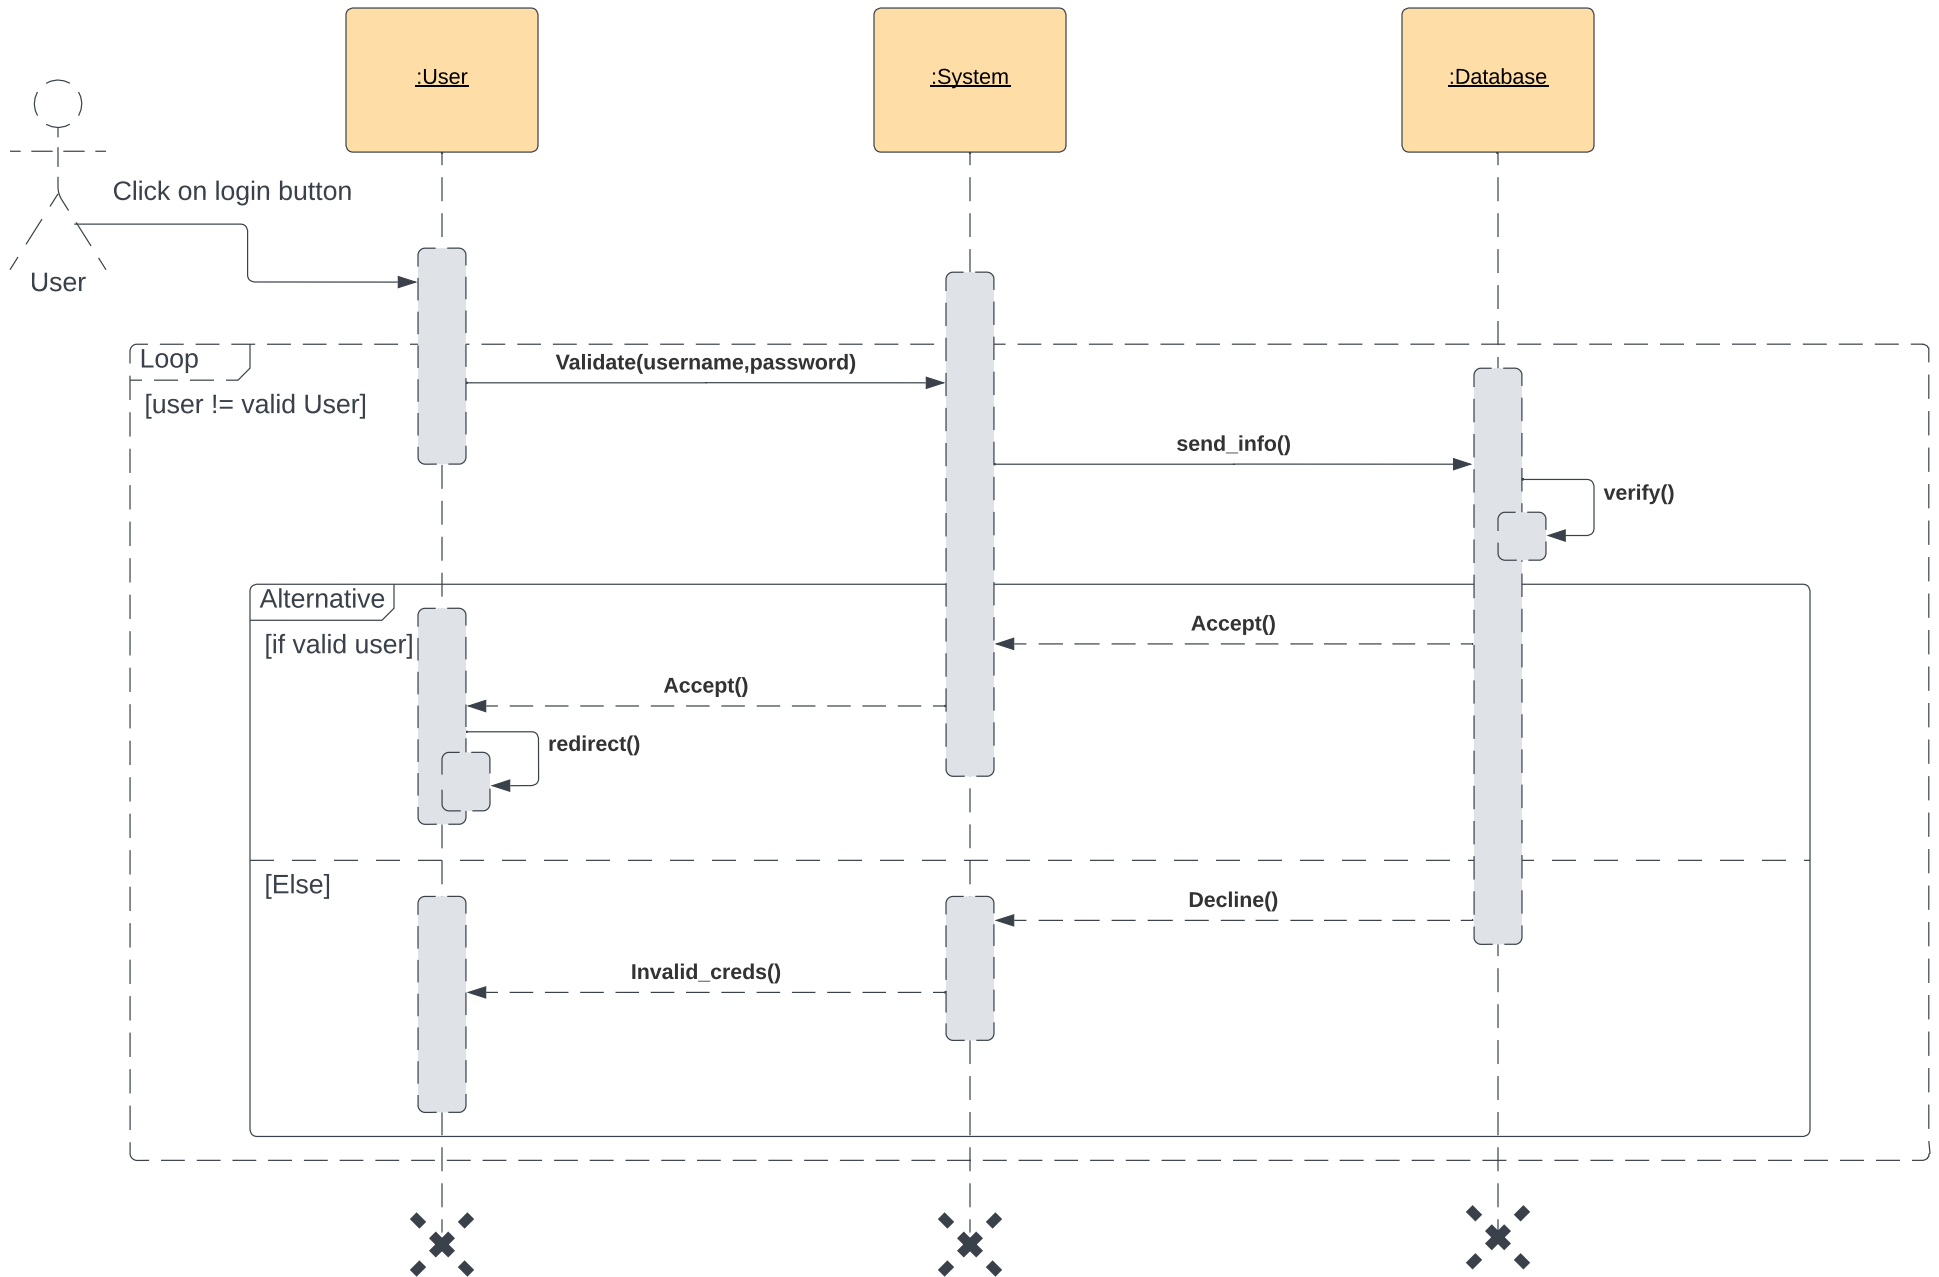 :User
:System
:Database
Click on login button
User
Loop
Validate(username,password)
[user != valid User]
send_info()
verify()
Alternative
Accept()
[if valid user]
Accept()
redirect()
[Else]
Decline()
Invalid_creds()